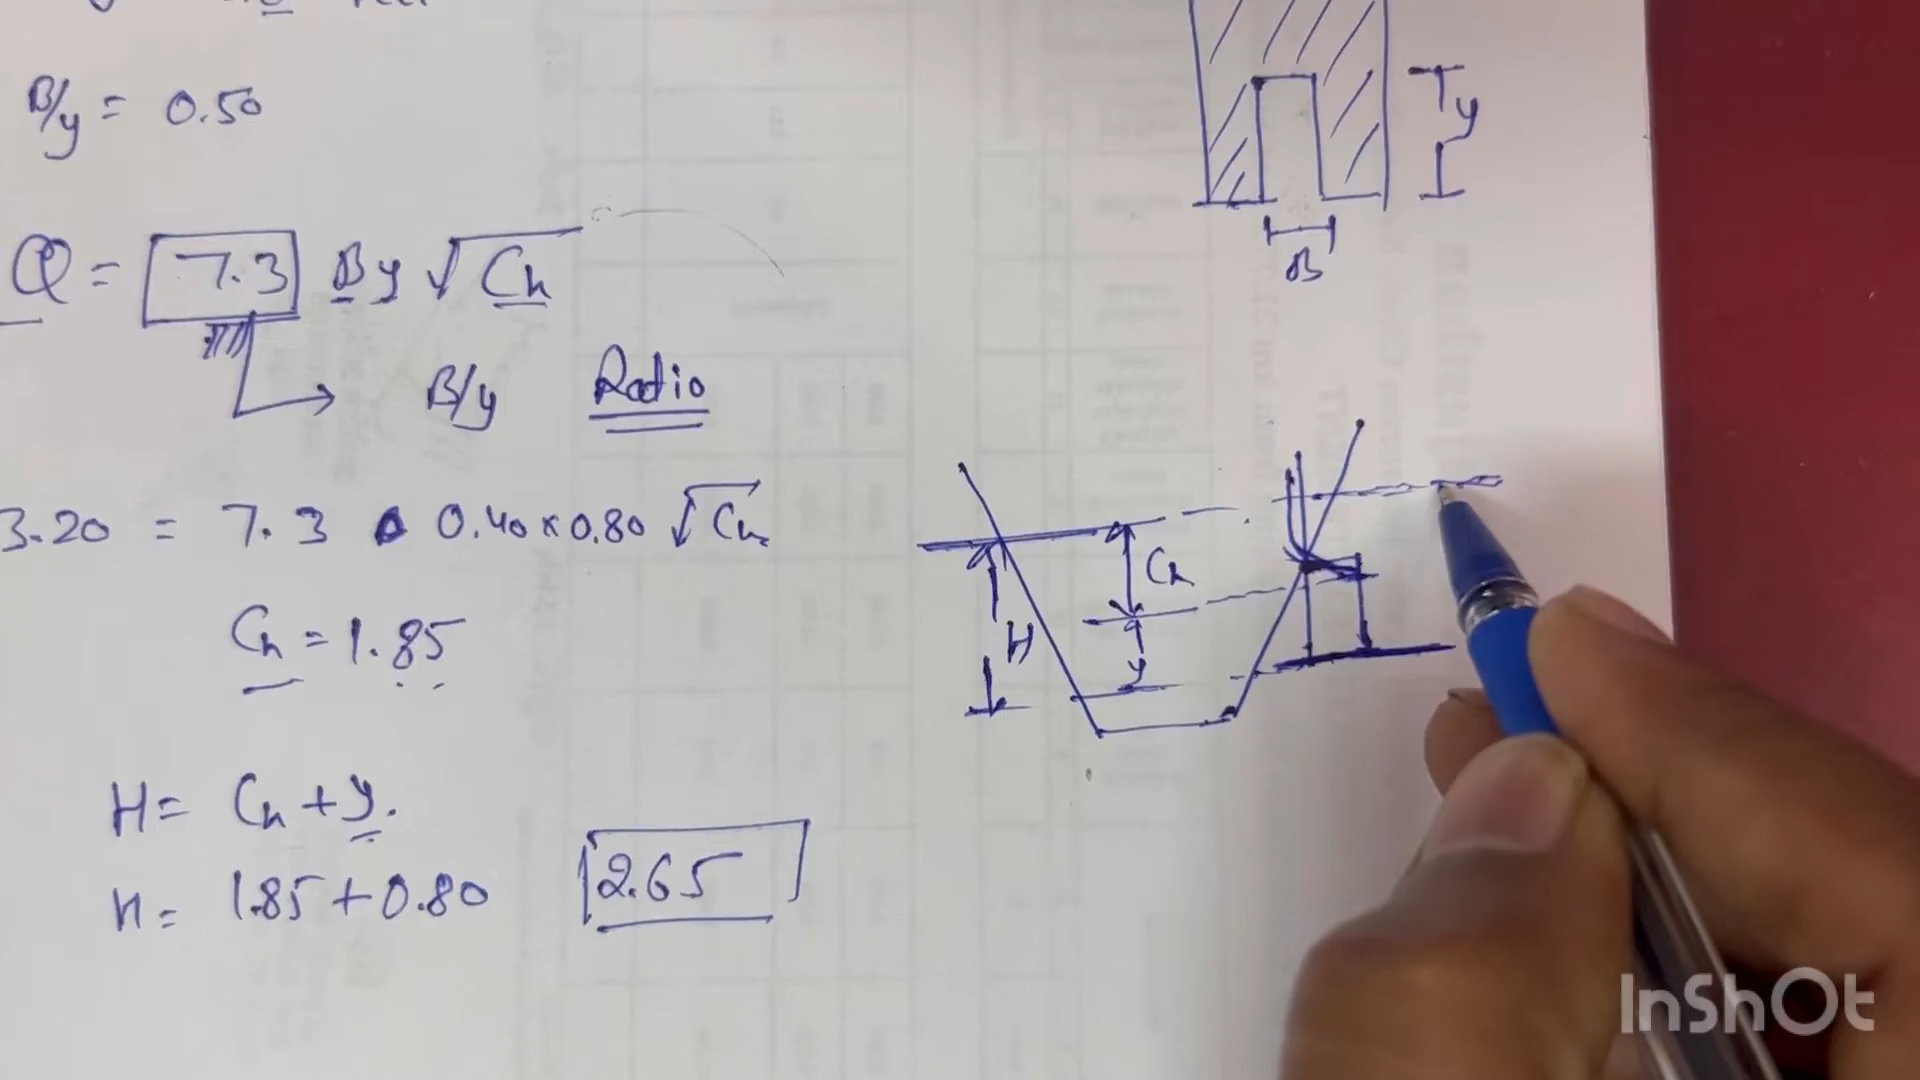 B/y = 0.50
Q = 7.3 By √Ch
B/y Ratio
3.20 = 7.3 0.40 x 0.80 √Ch
Ch = 1.85
H = Ch + y.
H = 1.85 + 0.80 2.65
y
B
Ch
H
y
InShOt